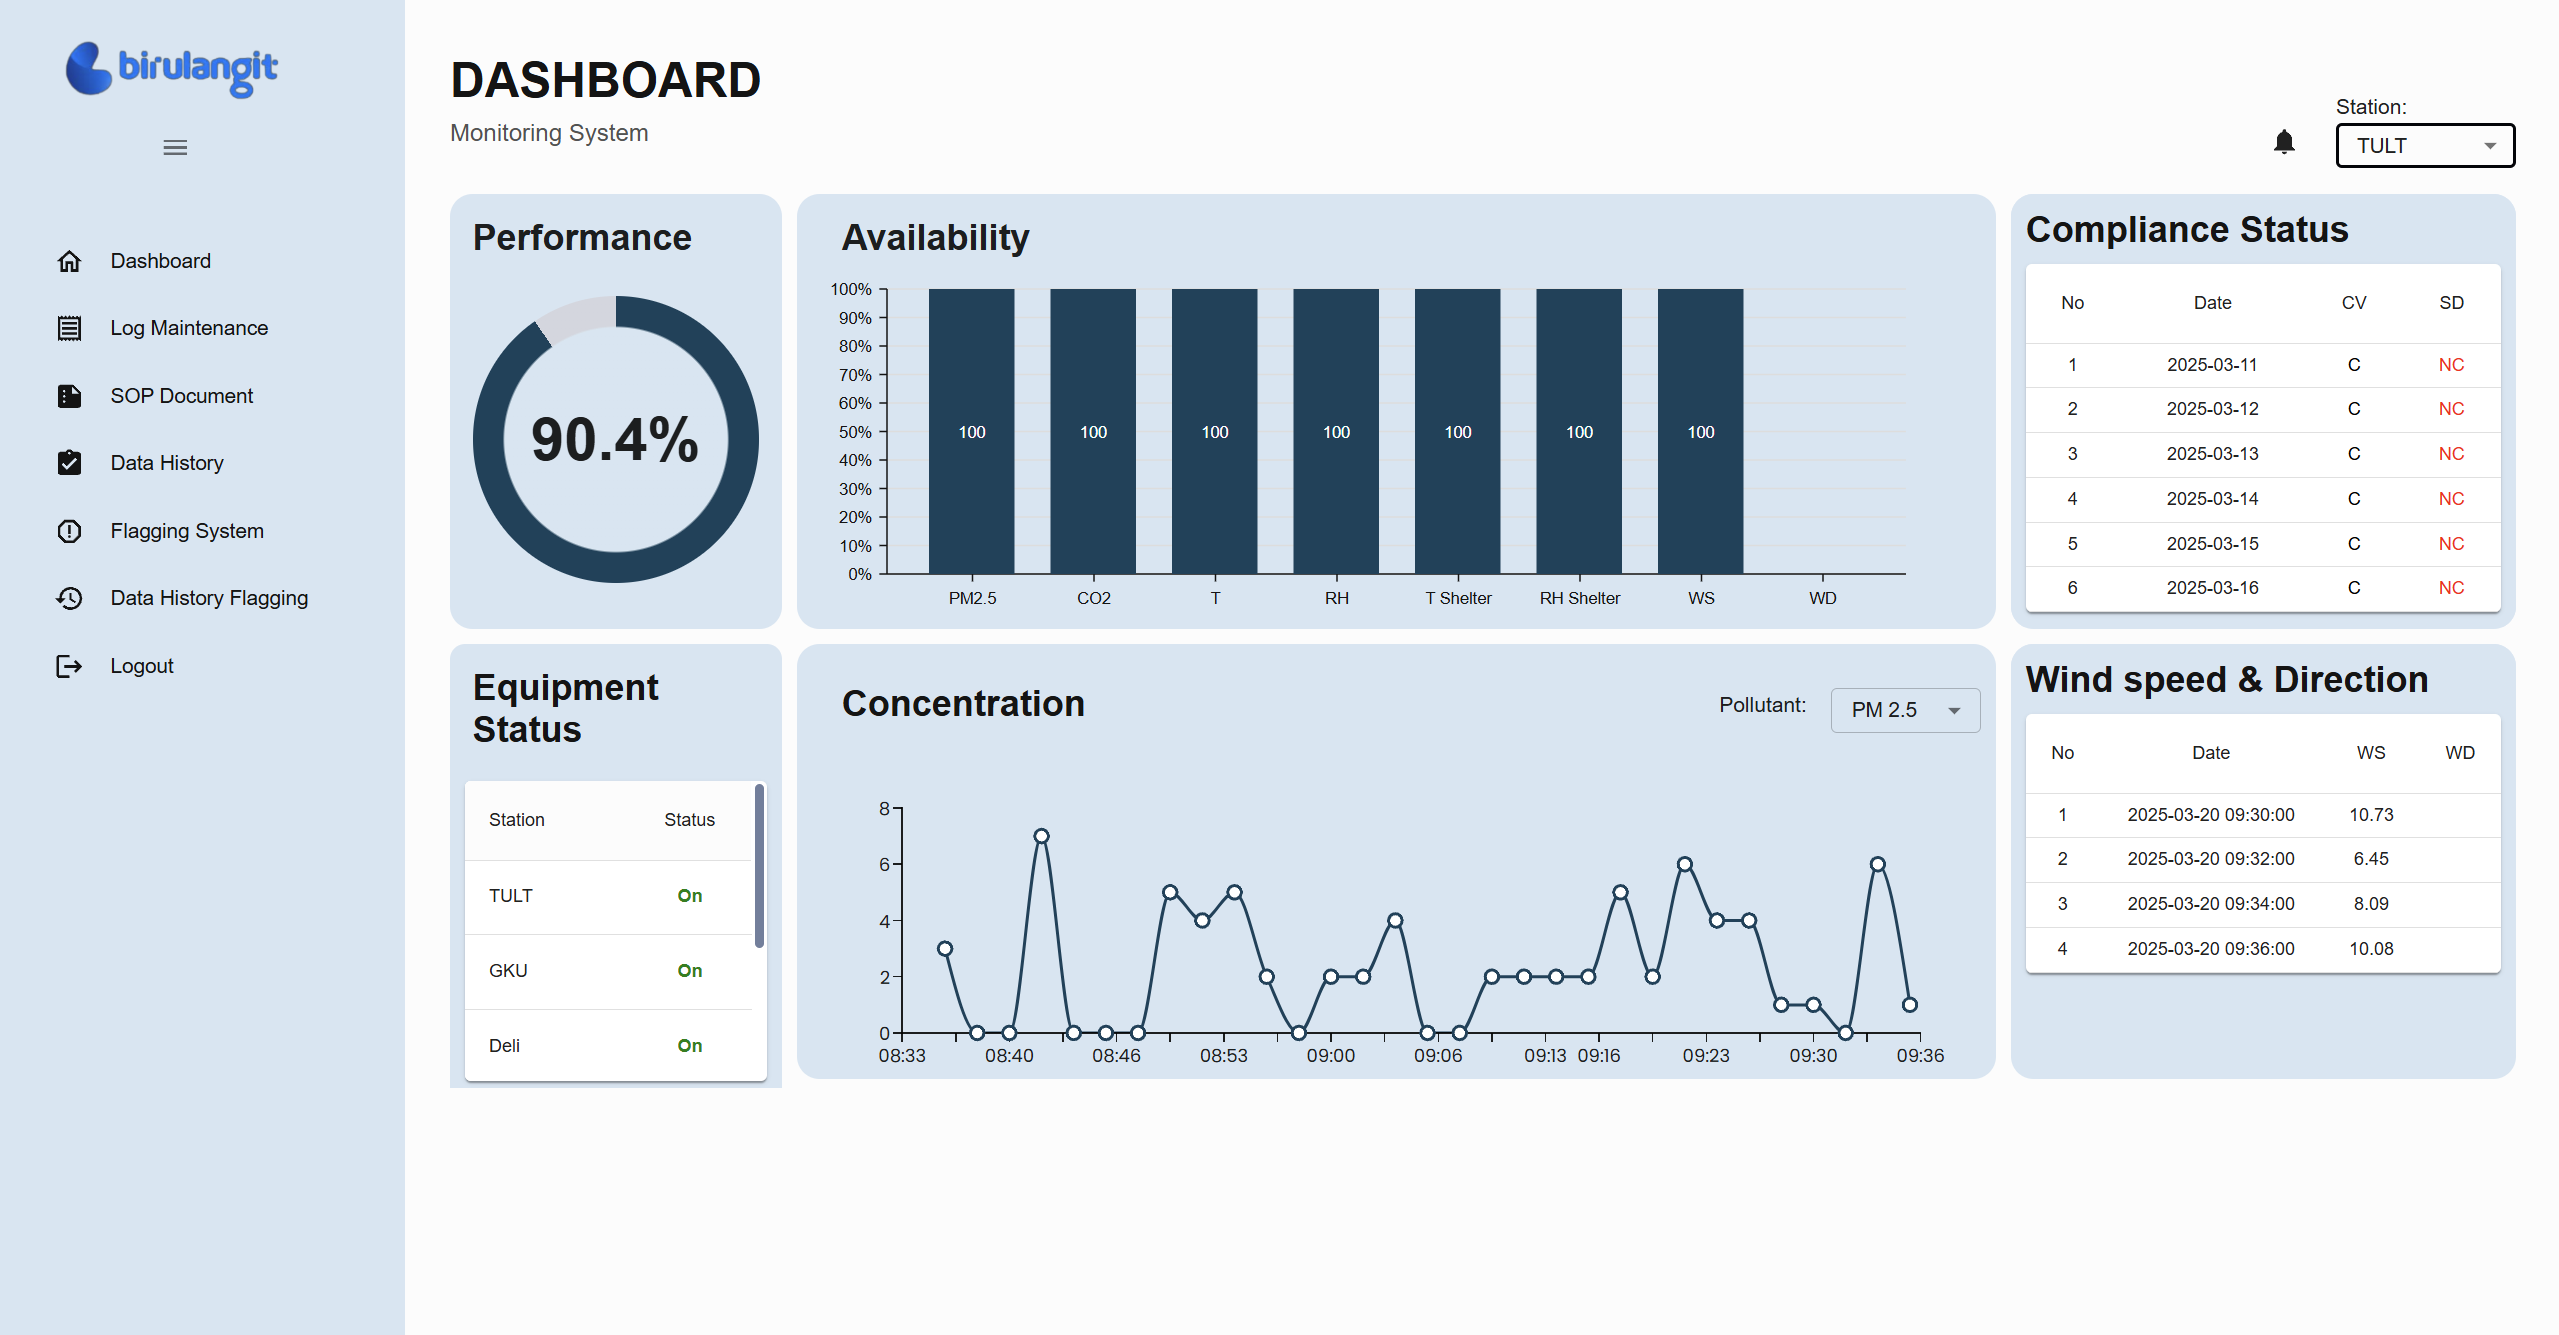 birulangit
Dashboard
Log Maintenance
SOP Document
Data History
Flagging System
Data History Flagging
Logout
DASHBOARD
Monitoring System
Station:
TULT
Performance
90.4%
Availability
100%
90%
80%
70%
60%
50%
40%
30%
20%
10%
0%
100 100 100 100 100 100 100
PM2.5 CO2 T RH T Shelter RH Shelter WS WD
Compliance Status
No Date CV SD
1 2025-03-11 C NC
2 2025-03-12 C NC
3 2025-03-13 C NC
4 2025-03-14 C NC
5 2025-03-15 C NC
6 2025-03-16 C NC
Equipment
Status
Station Status
TULT On
GKU On
Deli On
Concentration
Pollutant: PM 2.5
8
6
4
2
0
08:33 08:40 08:46 08:53 09:00 09:06 09:13 09:16 09:23 09:30 09:36
Wind speed & Direction
No Date WS WD
1 2025-03-20 09:30:00 10.73
2 2025-03-20 09:32:00 6.45
3 2025-03-20 09:34:00 8.09
4 2025-03-20 09:36:00 10.08